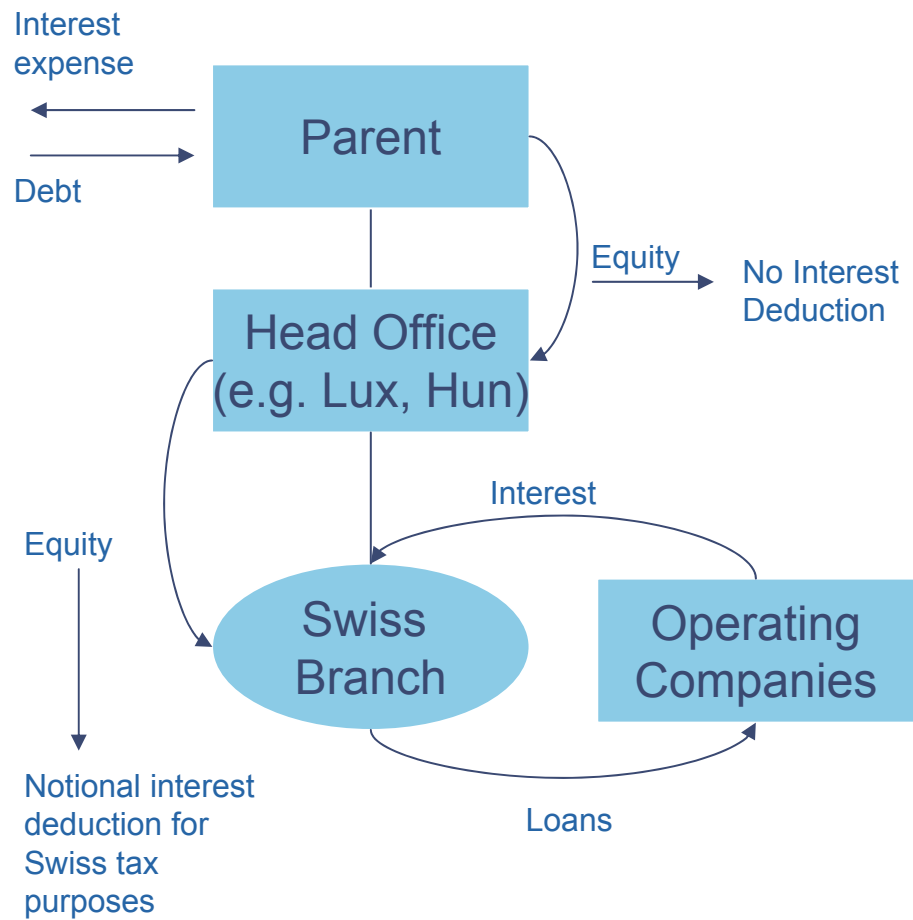 Interest
expense
Parent
Debt
Equity
No Interest
Deduction
Head Office
(e.g. Lux, Hun)
Interest
Equity
Swiss
Branch
Operating
Companies
Notional interest
deduction for
Swiss tax
purposes
Loans